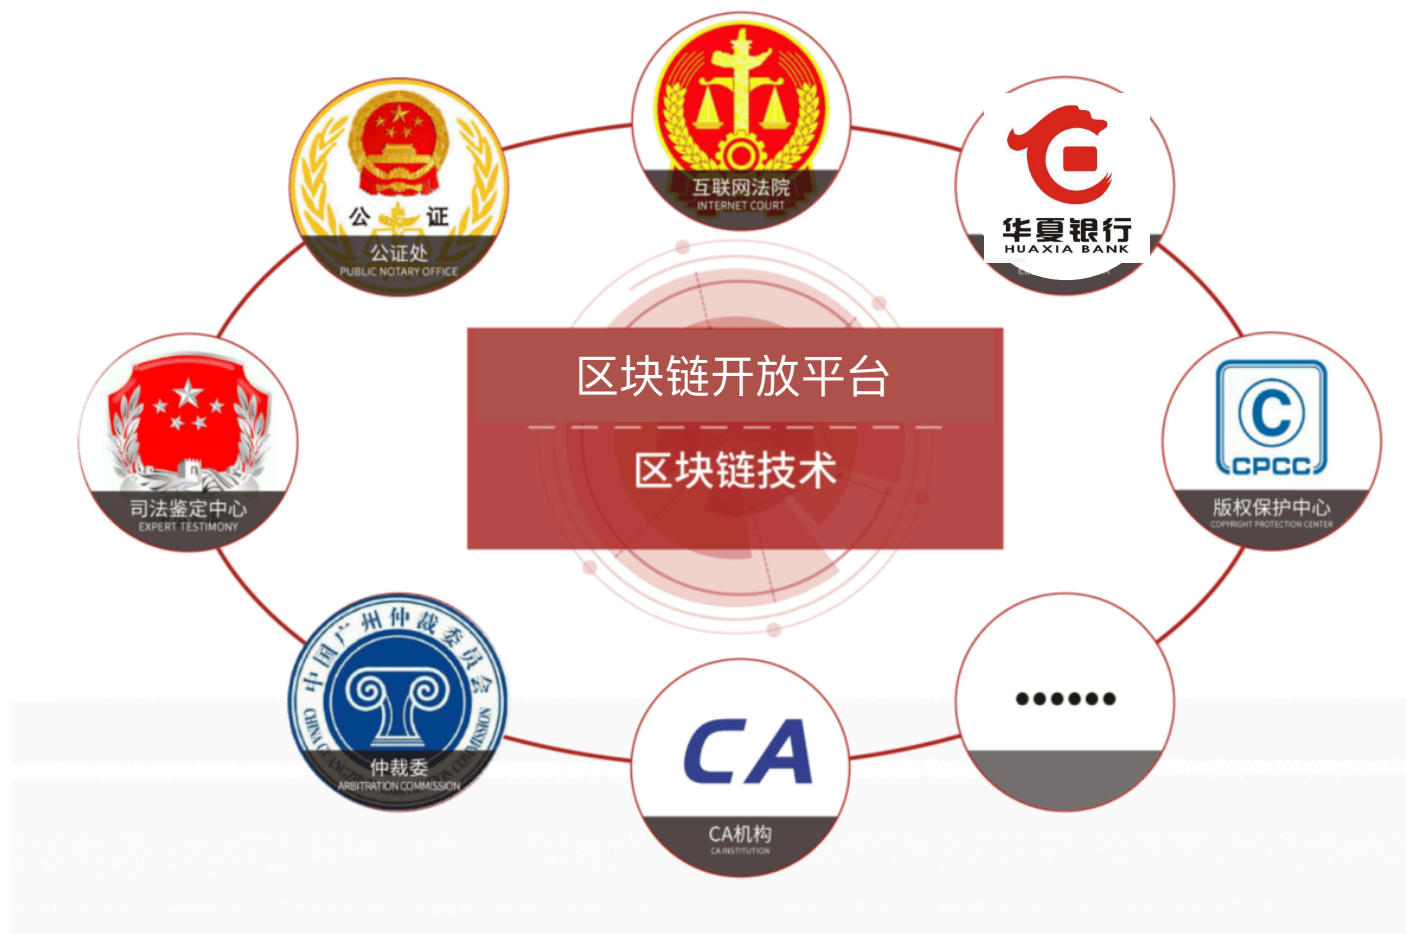 互联网法院
INTERNET COURT
公 证
公证处
PUBLIC NOTARY OFFICE
华夏银行
HUAXIA BANK
区块链开放平台
区块链技术
司法鉴定中心
EXPERT TESTIMONY
C
CPCC
版权保护中心
COPYRIGHT PROTECTION CENTER
中国广州仲裁委员会
仲裁委
ARBITRATION COMMISSION
CA
CA机构
CA INSTITUTION
••••••